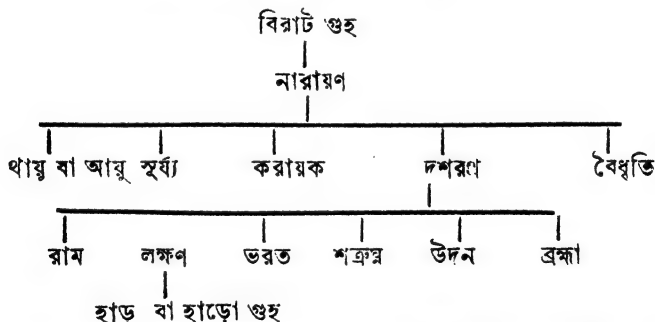 বিরাট গুহ
নারায়ণ
থায়ু বা আয়ু সূর্য্য করায়ক দশরথ বৈধৃতি
রাম লক্ষণ ভরত শত্রুঘ্ন উদন ব্রহ্মা
হাড় বা হাড়ো গুহ